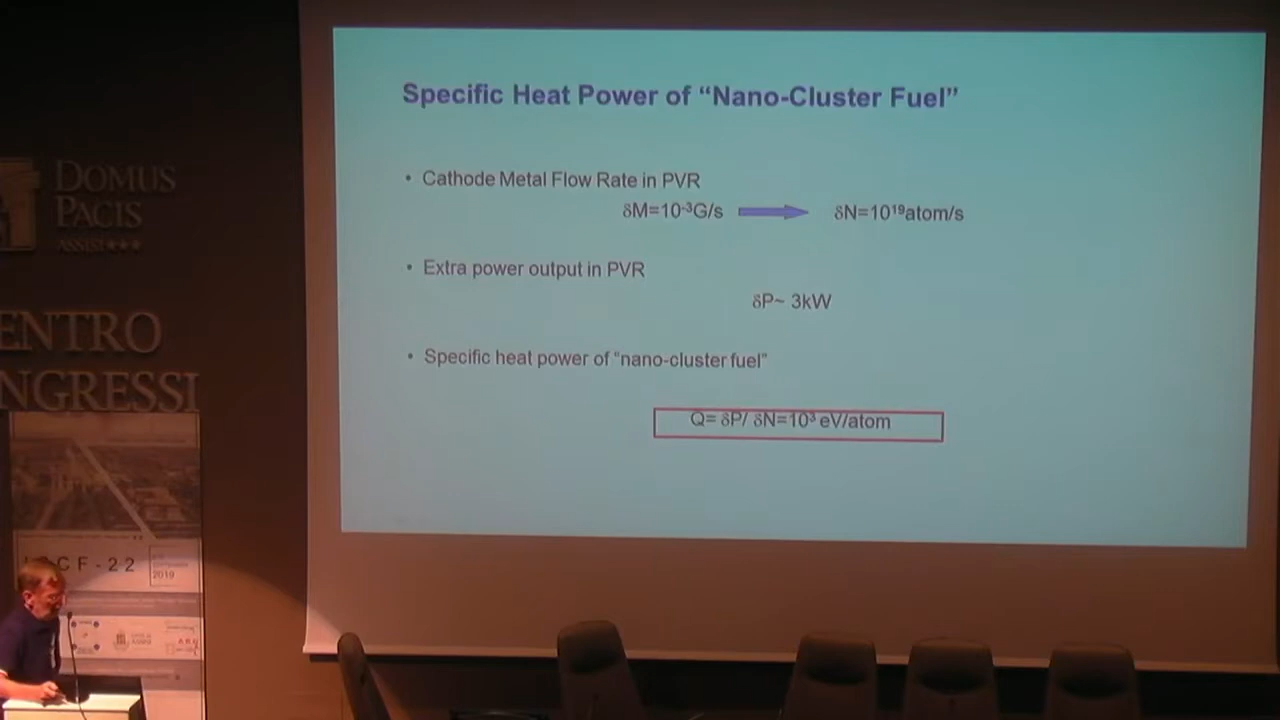 Specific Heat Power of “Nano-Cluster Fuel”
• Cathode Metal Flow Rate in PVR
δM=10⁻³G/s δN=10¹⁹atom/s
• Extra power output in PVR
δP~ 3kW
• Specific heat power of “nano-cluster fuel”
Q= δP/ δN=10³ eV/atom
DOMUS
PACIS
ASSISI★★★
ENTRO
NGRESSI
CF-22
2019